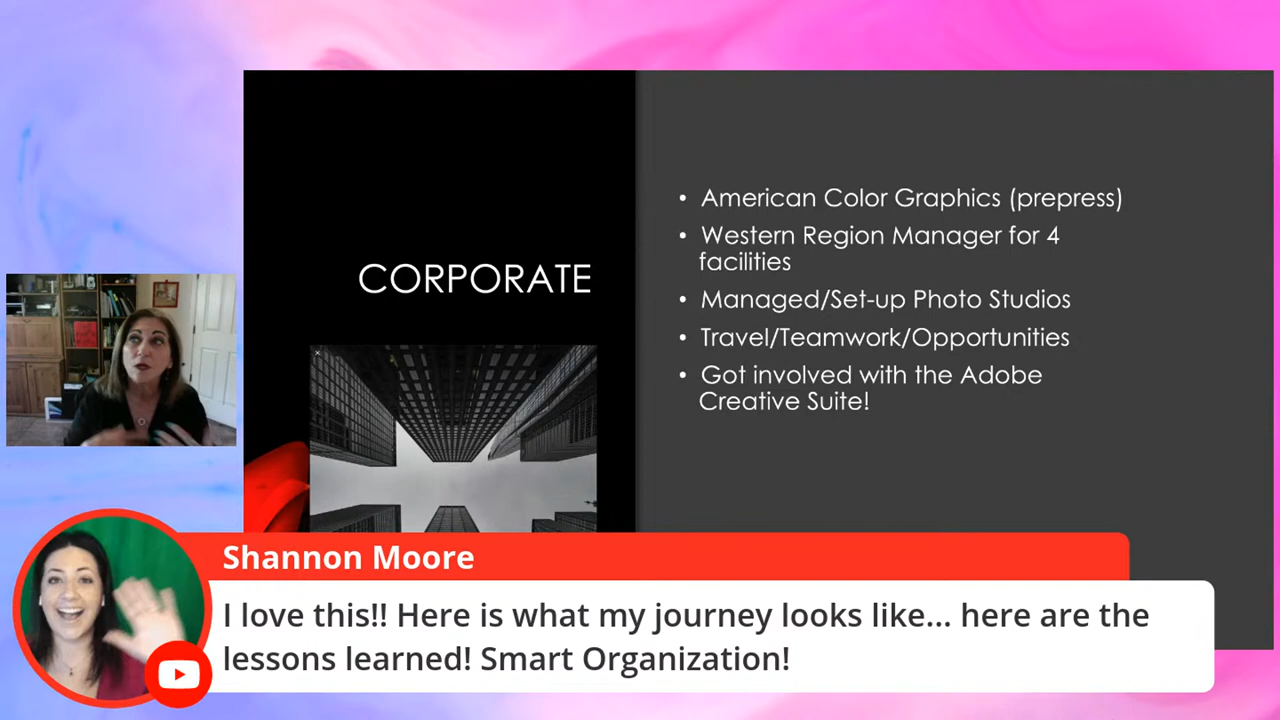 CORPORATE
• American Color Graphics (prepress)
• Western Region Manager for 4
facilities
• Managed/Set-up Photo Studios
• Travel/Teamwork/Opportunities
• Got involved with the Adobe
Creative Suite!
Shannon Moore
I love this!! Here is what my journey looks like... here are the
lessons learned! Smart Organization!